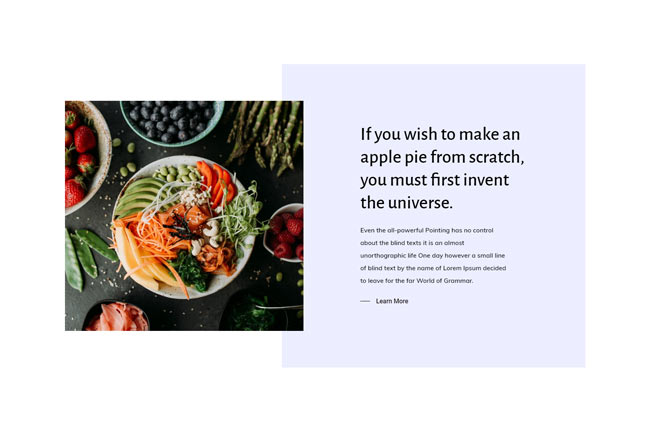 If you wish to make an
apple pie from scratch,
you must first invent
the universe.
Even the all-powerful Pointing has no control
about the blind texts it is an almost
unorthographic life One day however a small line
of blind text by the name of Lorem Ipsum decided
to leave for the far World of Grammar.
Learn More